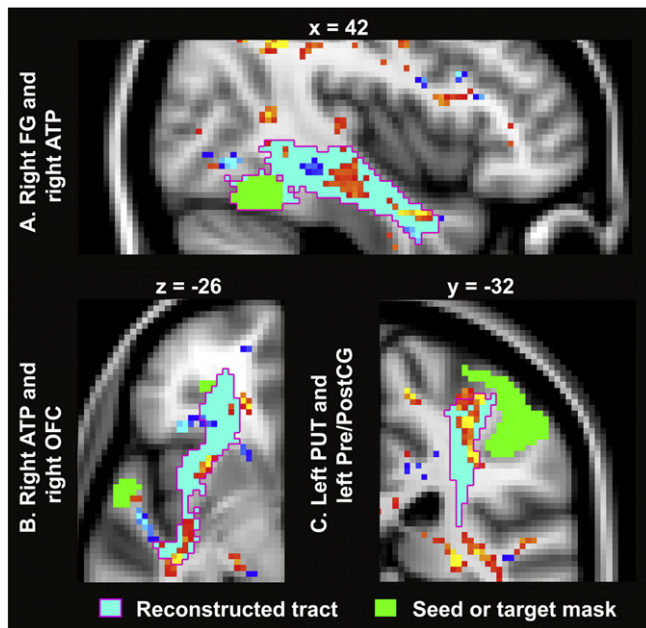 x = 42
A. Right FG and
right ATP
z = -26
B. Right ATP and
right OFC
y = -32
C. Left PUT and
left Pre/PostCG
Reconstructed tract
Seed or target mask